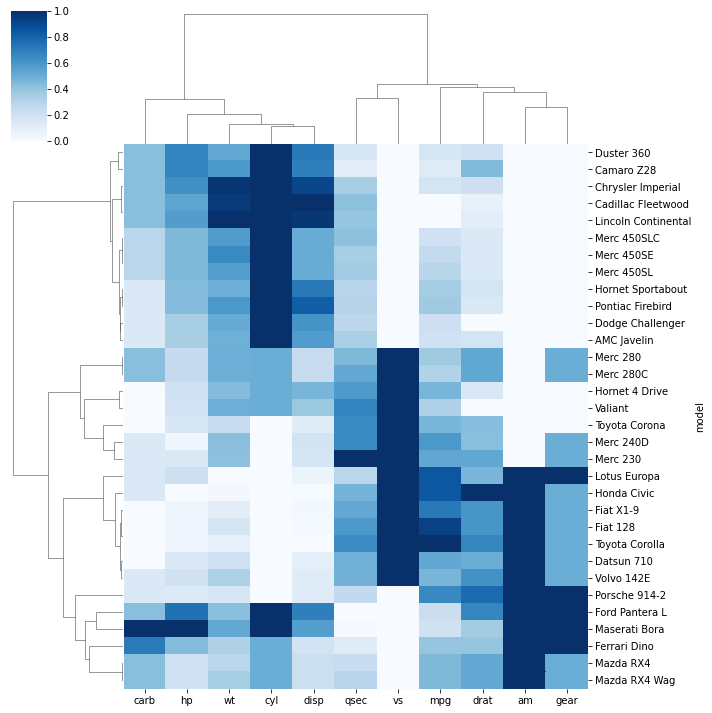 1.0
0.8
0.6
0.4
0.2
0.0
Duster 360
Camaro Z28
Chrysler Imperial
Cadillac Fleetwood
Lincoln Continental
Merc 450SLC
Merc 450SE
Merc 450SL
Hornet Sportabout
Pontiac Firebird
Dodge Challenger
AMC Javelin
Merc 280
Merc 280C
Hornet 4 Drive
Valiant
Toyota Corona
Merc 240D
Merc 230
Lotus Europa
Honda Civic
Fiat X1-9
Fiat 128
Toyota Corolla
Datsun 710
Volvo 142E
Porsche 914-2
Ford Pantera L
Maserati Bora
Ferrari Dino
Mazda RX4
Mazda RX4 Wag
model
carb hp wt cyl disp qsec vs mpg drat am gear